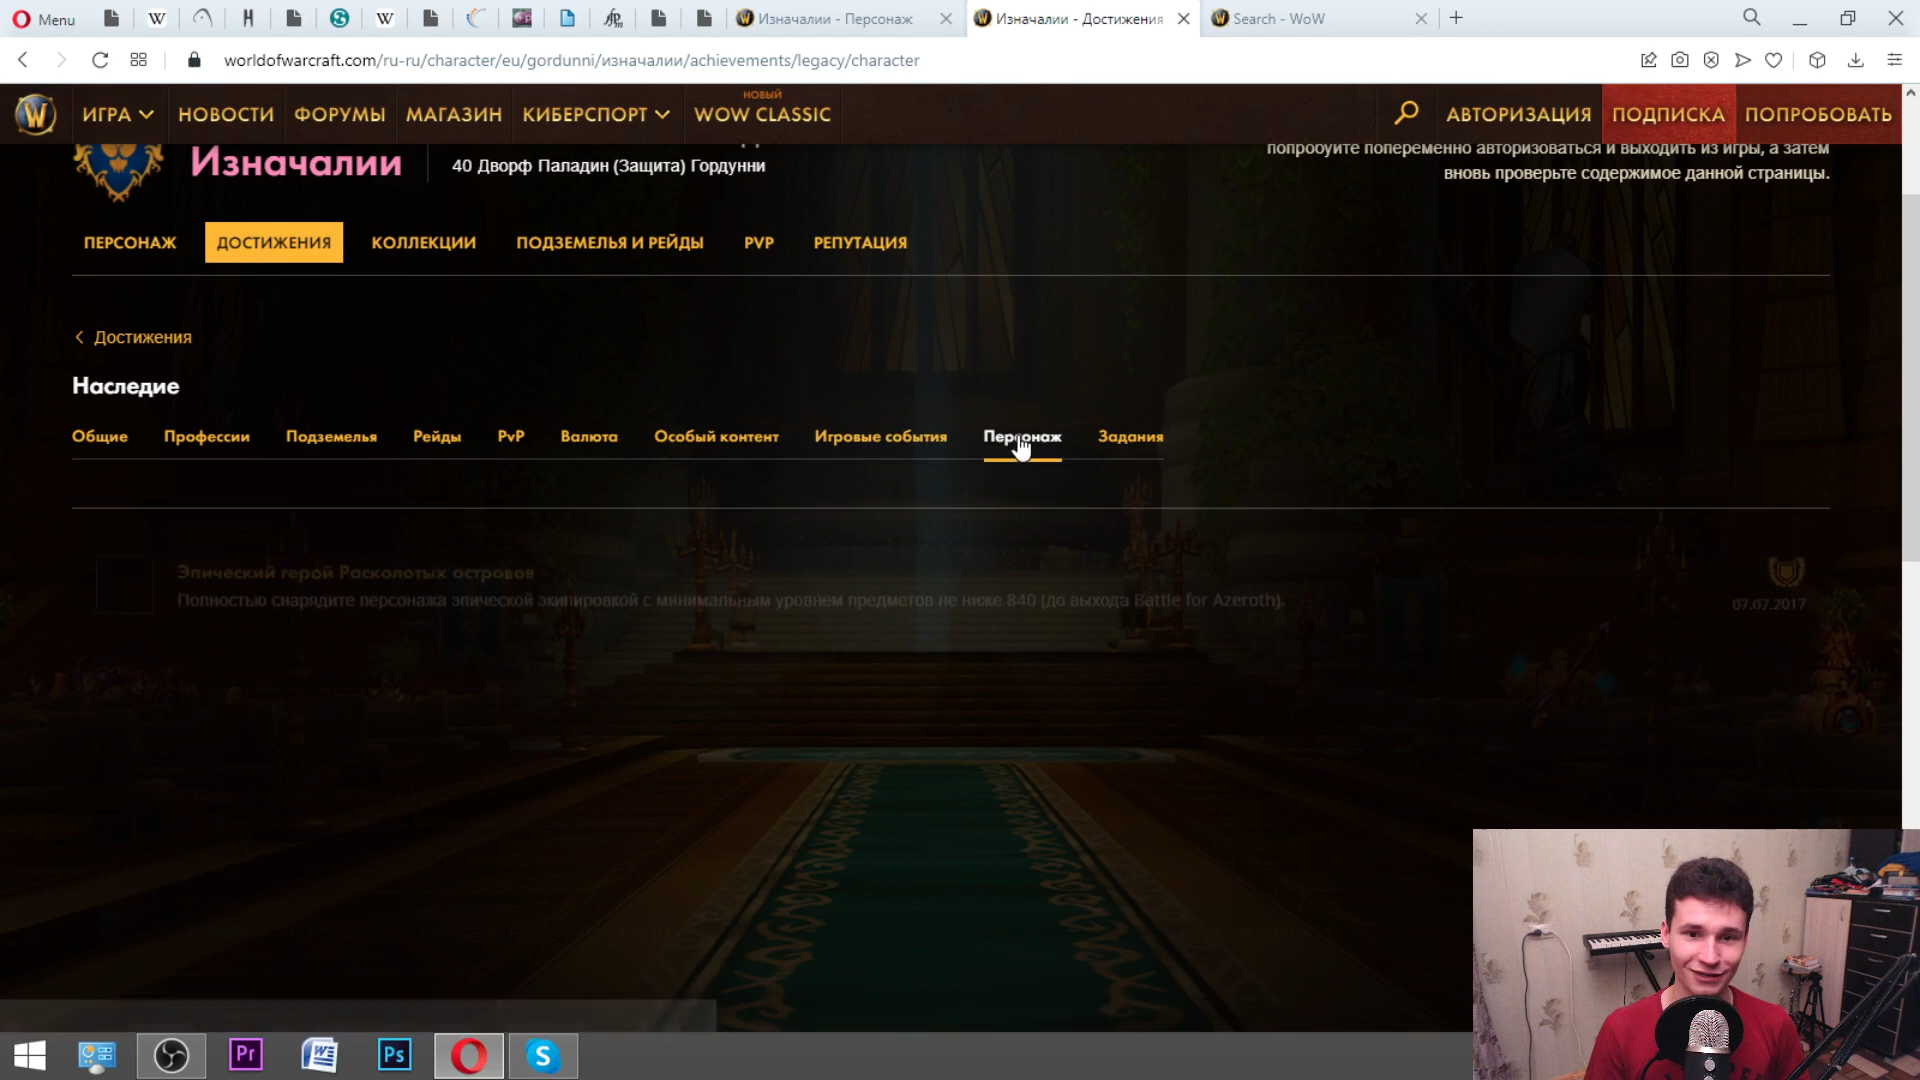 Menu
Изначалии - Персонаж
Изначалии - Достижения
Search - WoW
worldofwarcraft.com/ru-ru/character/eu/gordunni/изначалии/achievements/legacy/character
ИГРА
НОВОСТИ
ФОРУМЫ
МАГАЗИН
КИБЕРСПОРТ
НОВЫЙ
WOW CLASSIC
АВТОРИЗАЦИЯ
ПОДПИСКА
ПОПРОБОВАТЬ
Изначалии
40 Дворф Паладин (Защита) Гордунни
попробуйте попеременно авторизоваться и выходить из игры, а затем
вновь проверьте содержимое данной страницы.
ПЕРСОНАЖ
ДОСТИЖЕНИЯ
КОЛЛЕКЦИИ
ПОДЗЕМЕЛЬЯ И РЕЙДЫ
PVP
РЕПУТАЦИЯ
Достижения
Наследие
Общие
Профессии
Подземелья
Рейды
PvP
Валюта
Особый контент
Игровые события
Персонаж
Задания
Эпический герой Расколотых островов
Полностью снарядите персонажа эпической экипировкой с минимальным уровнем предметов не ниже 840 (до выхода Battle for Azeroth).
07.07.2017